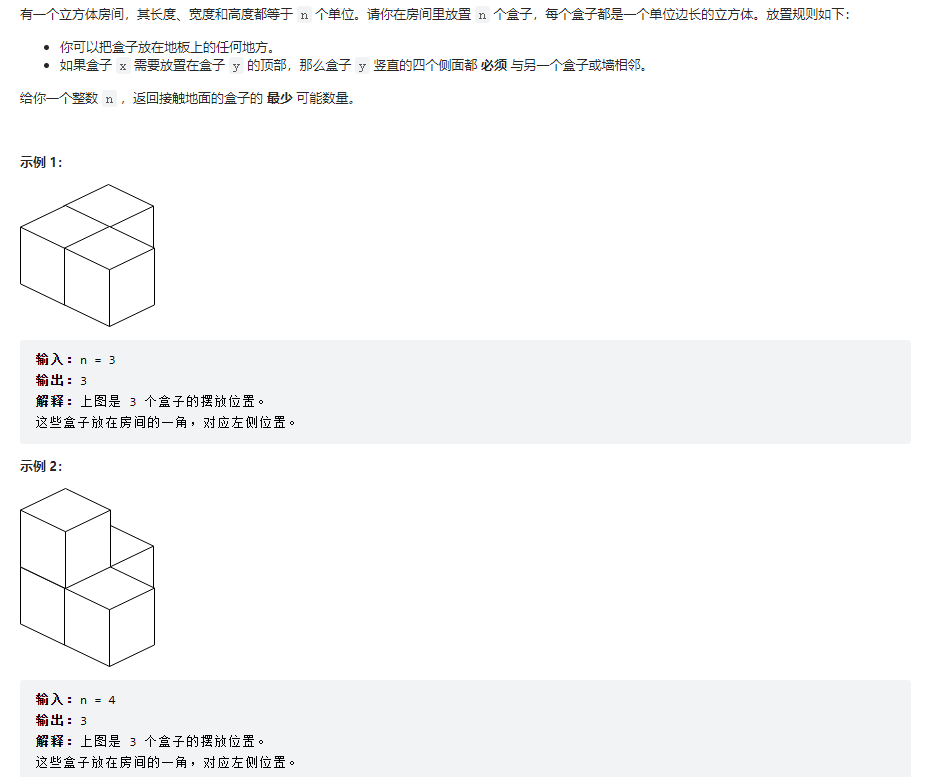 有一个立方体房间，其长度、宽度和高度都等于 n 个单位。请你在房间里放置 n 个盒子，每个盒子都是一个单位边长的立方体。放置规则如下：
你可以把盒子放在地板上的任何地方。
如果盒子 x 需要放置在盒子 y 的顶部，那么盒子 y 竖直的四个侧面都 必须 与另一个盒子或墙相邻。
给你一个整数 n ，返回接触地面的盒子的 最少 可能数量。
示例 1：
输入：n = 3
输出：3
解释：上图是 3 个盒子的摆放位置。
这些盒子放在房间的一角，对应左侧位置。
示例 2：
输入：n = 4
输出：3
解释：上图是 3 个盒子的摆放位置。
这些盒子放在房间的一角，对应左侧位置。